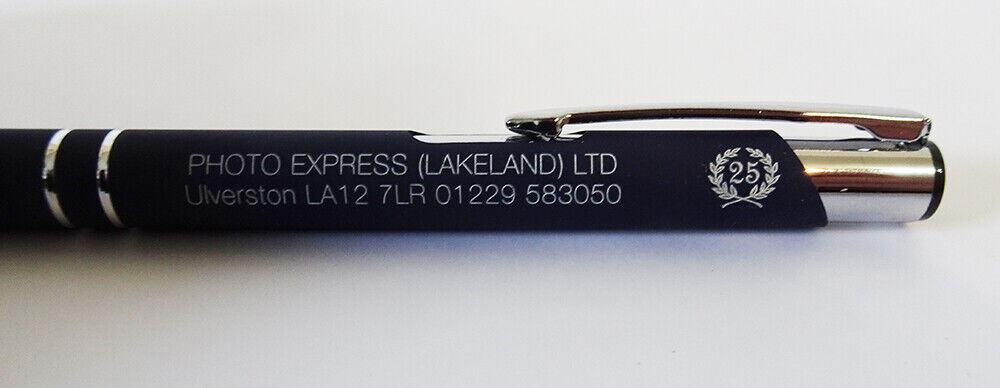 PHOTO EXPRESS (LAKELAND) LTD
Ulverston LA12 7LR 01229 583050
25